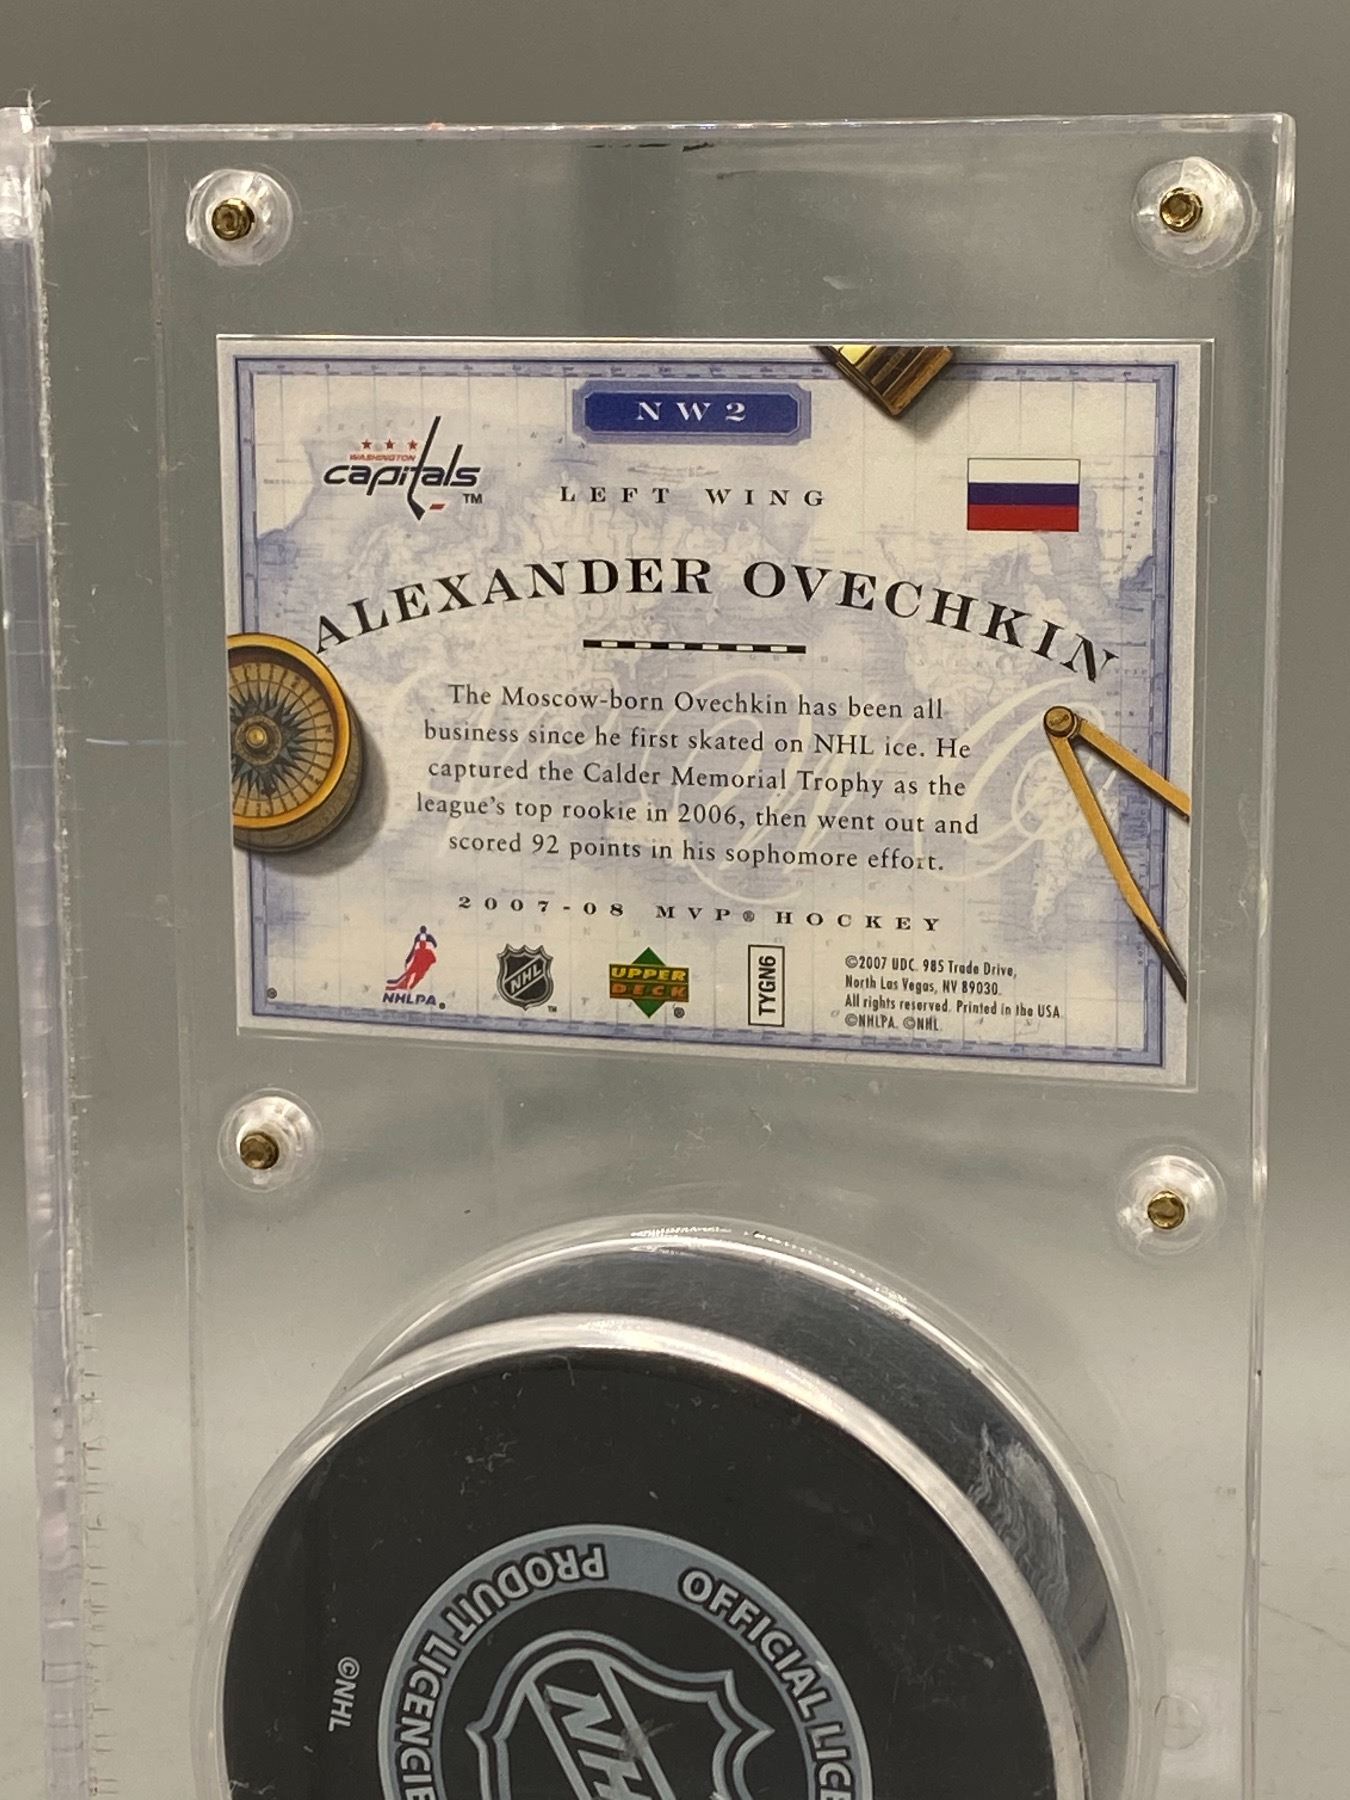 NW2
WASHINGTON
capitals™
LEFT WING
ALEXANDER OVECHKIN
The Moscow-born Ovechkin has been all
business since he first skated on NHL ice. He
captured the Calder Memorial Trophy as the
league's top rookie in 2006, then went out and
scored 92 points in his sophomore effort.
2007-08 MVP® HOCKEY
NHLPA®
NHL™
UPPER
DECK®
TYGN6
©2007 UDC. 985 Trade Drive,
North Las Vegas, NV 89030.
All rights reserved. Printed in the USA
©NHLPA. ©NHL
PRODUIT LICENCIÉ
OFFICIAL LICE
NH
©NHL